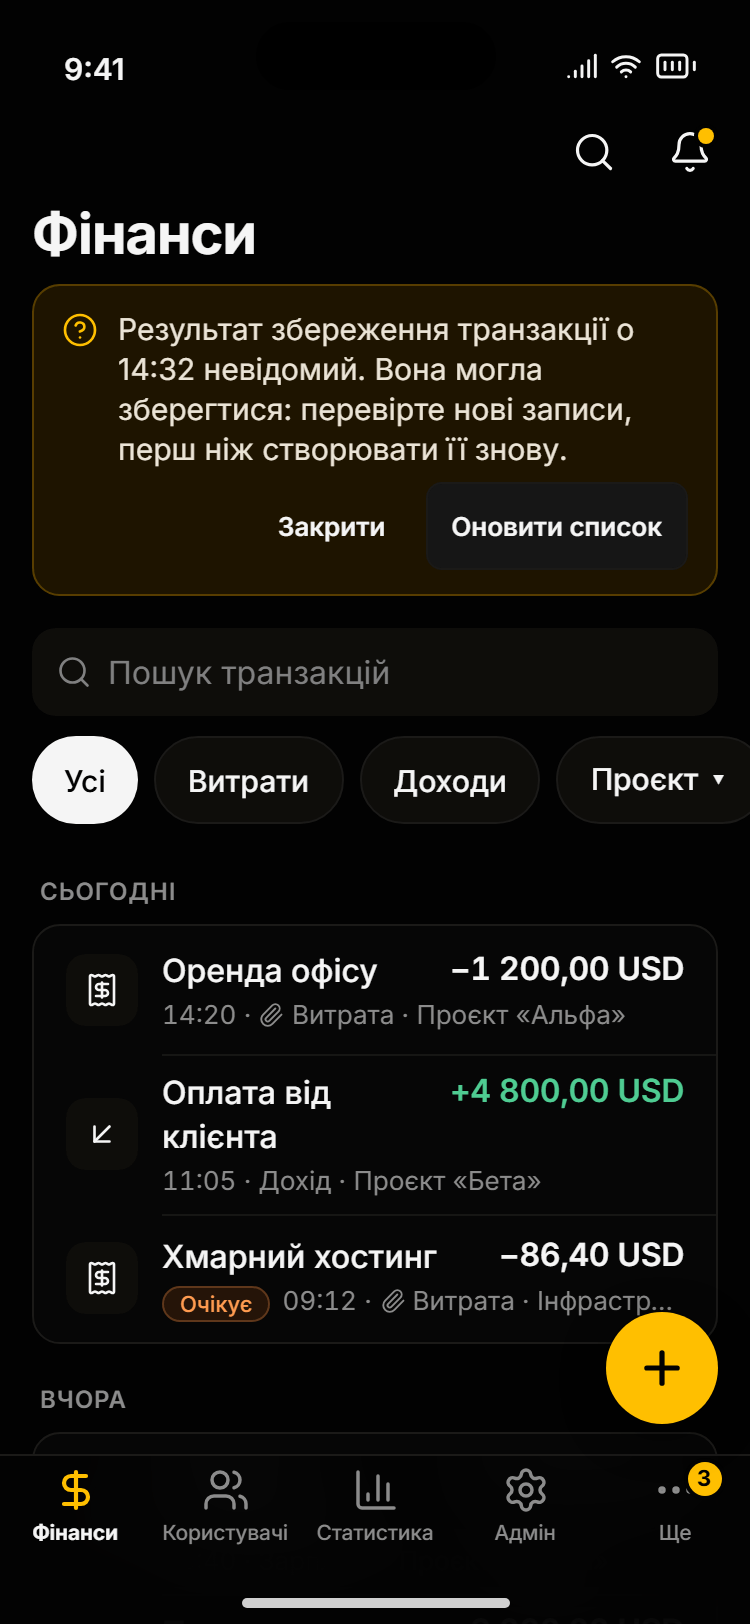 9:41
Фінанси
Результат збереження транзакції о
14:32 невідомий. Вона могла
зберегтися: перевірте нові записи,
перш ніж створювати її знову.
Закрити
Оновити список
Пошук транзакцій
Усі
Витрати
Доходи
Проєкт ▼
СЬОГОДНІ
Оренда офісу
−1 200,00 USD
14:20 · Витрата · Проєкт «Альфа»
Оплата від
клієнта
+4 800,00 USD
11:05 · Дохід · Проєкт «Бета»
Хмарний хостинг
−86,40 USD
Очікує
09:12 · Витрата · Інфрастр…
ВЧОРА
Фінанси
Користувачі
Статистика
Адмін
3
Ще